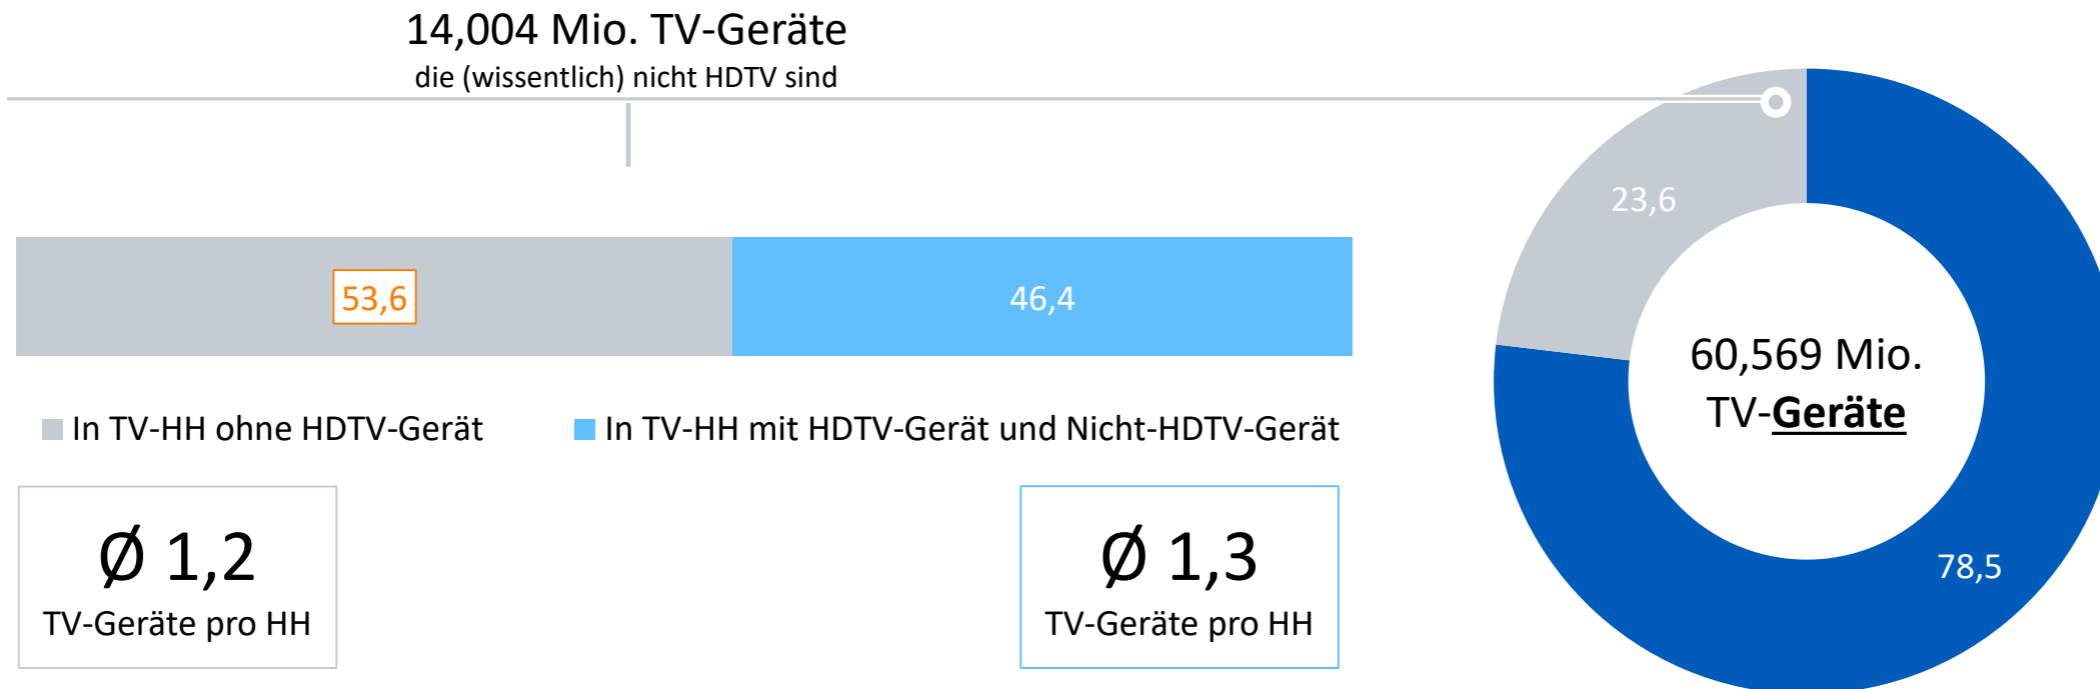 14,004 Mio. TV-Geräte
die (wissentlich) nicht HDTV sind
53,6
46,4
In TV-HH ohne HDTV-Gerät
In TV-HH mit HDTV-Gerät und Nicht-HDTV-Gerät
Ø 1,2
TV-Geräte pro HH
Ø 1,3
TV-Geräte pro HH
23,6
60,569 Mio.
TV-Geräte
78,5